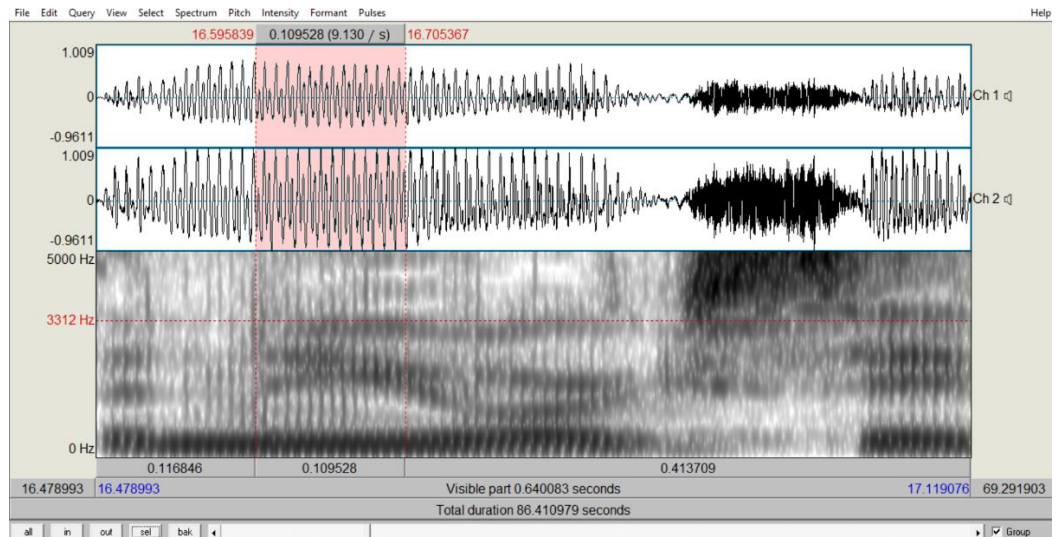 File Edit Query View Select Spectrum Pitch Intensity Formant Pulses Help
16.595839 0.109528 (9.130 / s) 16.705367
1.009
0 Ch 1
-0.9611
1.009
0 Ch 2
-0.9611
5000 Hz
3312 Hz
0 Hz
0.116846 0.109528 0.413709
16.478993 16.478993 Visible part 0.640083 seconds 17.119076 69.291903
Total duration 86.410979 seconds
all in out sel bak Group